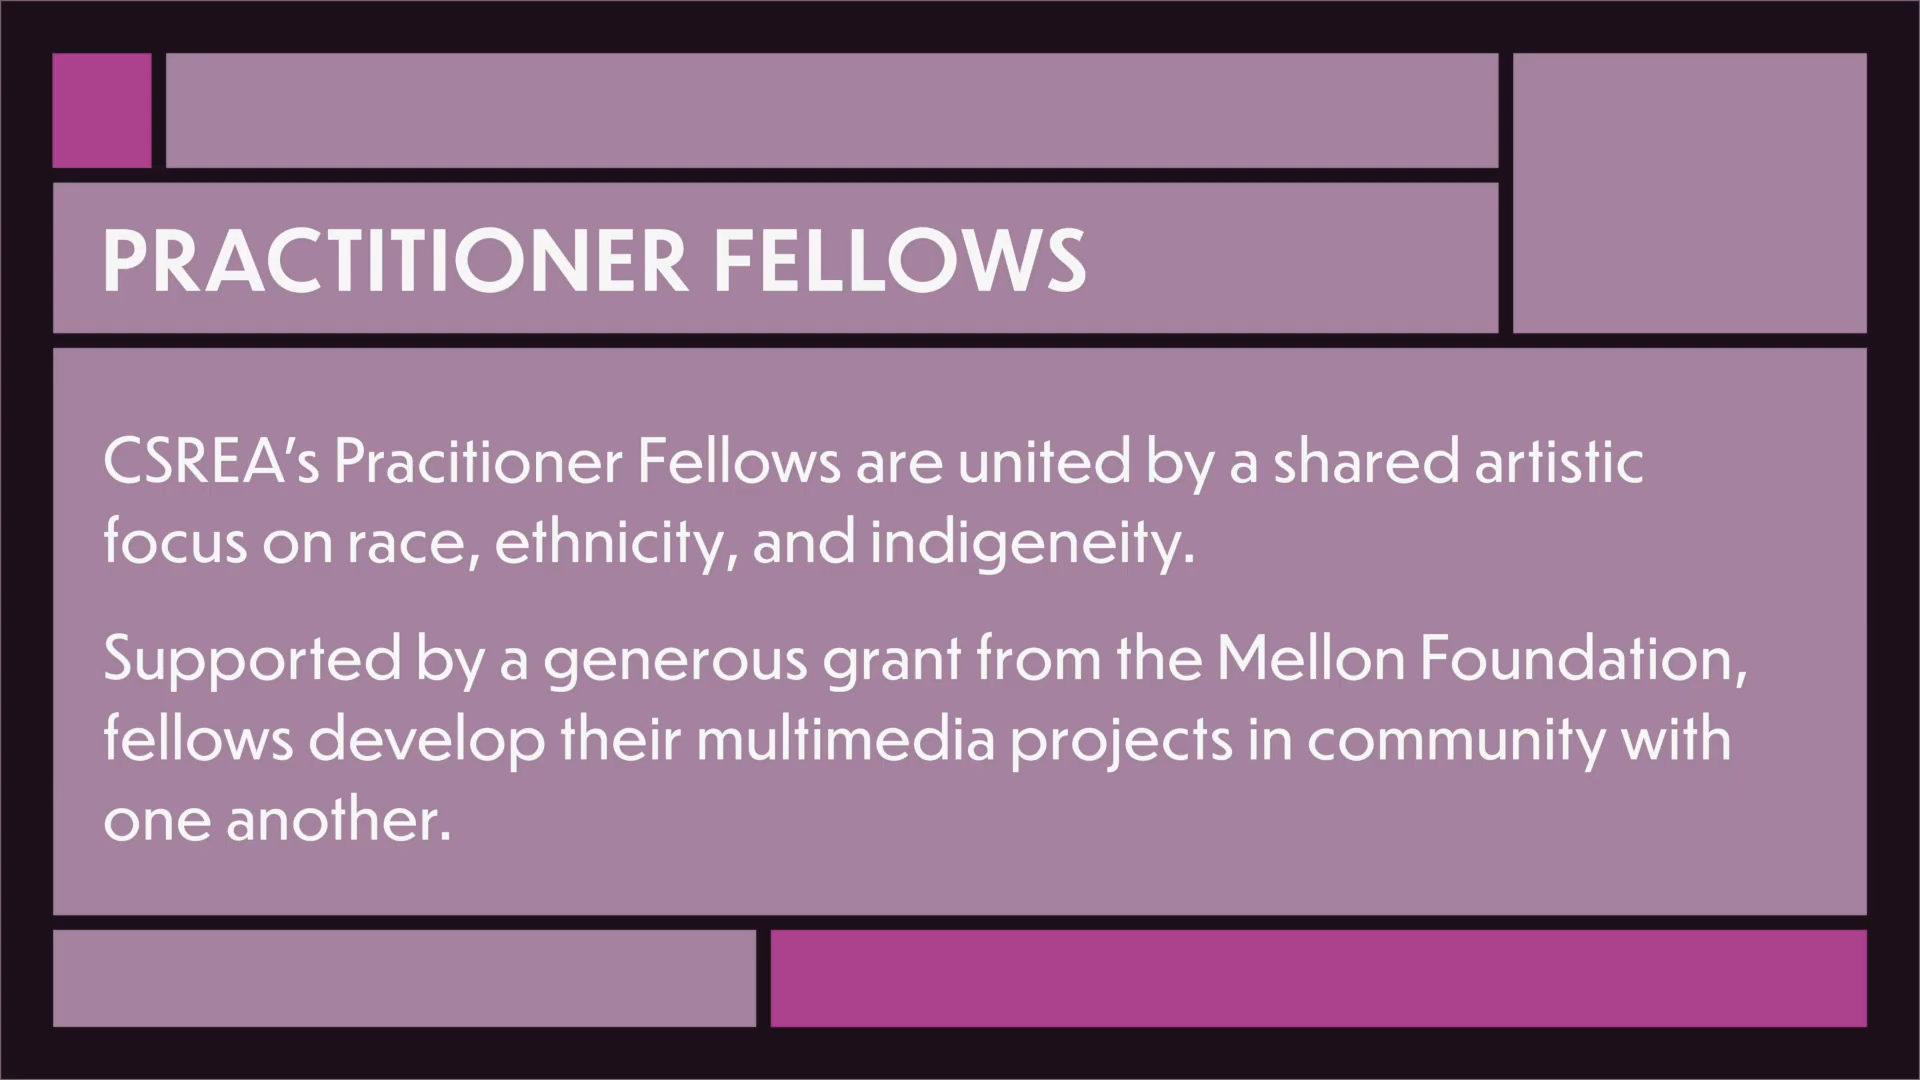 PRACTITIONER FELLOWS
CSREA’s Pracitioner Fellows are united by a shared artistic
focus on race, ethnicity, and indigeneity.
Supported by a generous grant from the Mellon Foundation,
fellows develop their multimedia projects in community with
one another.